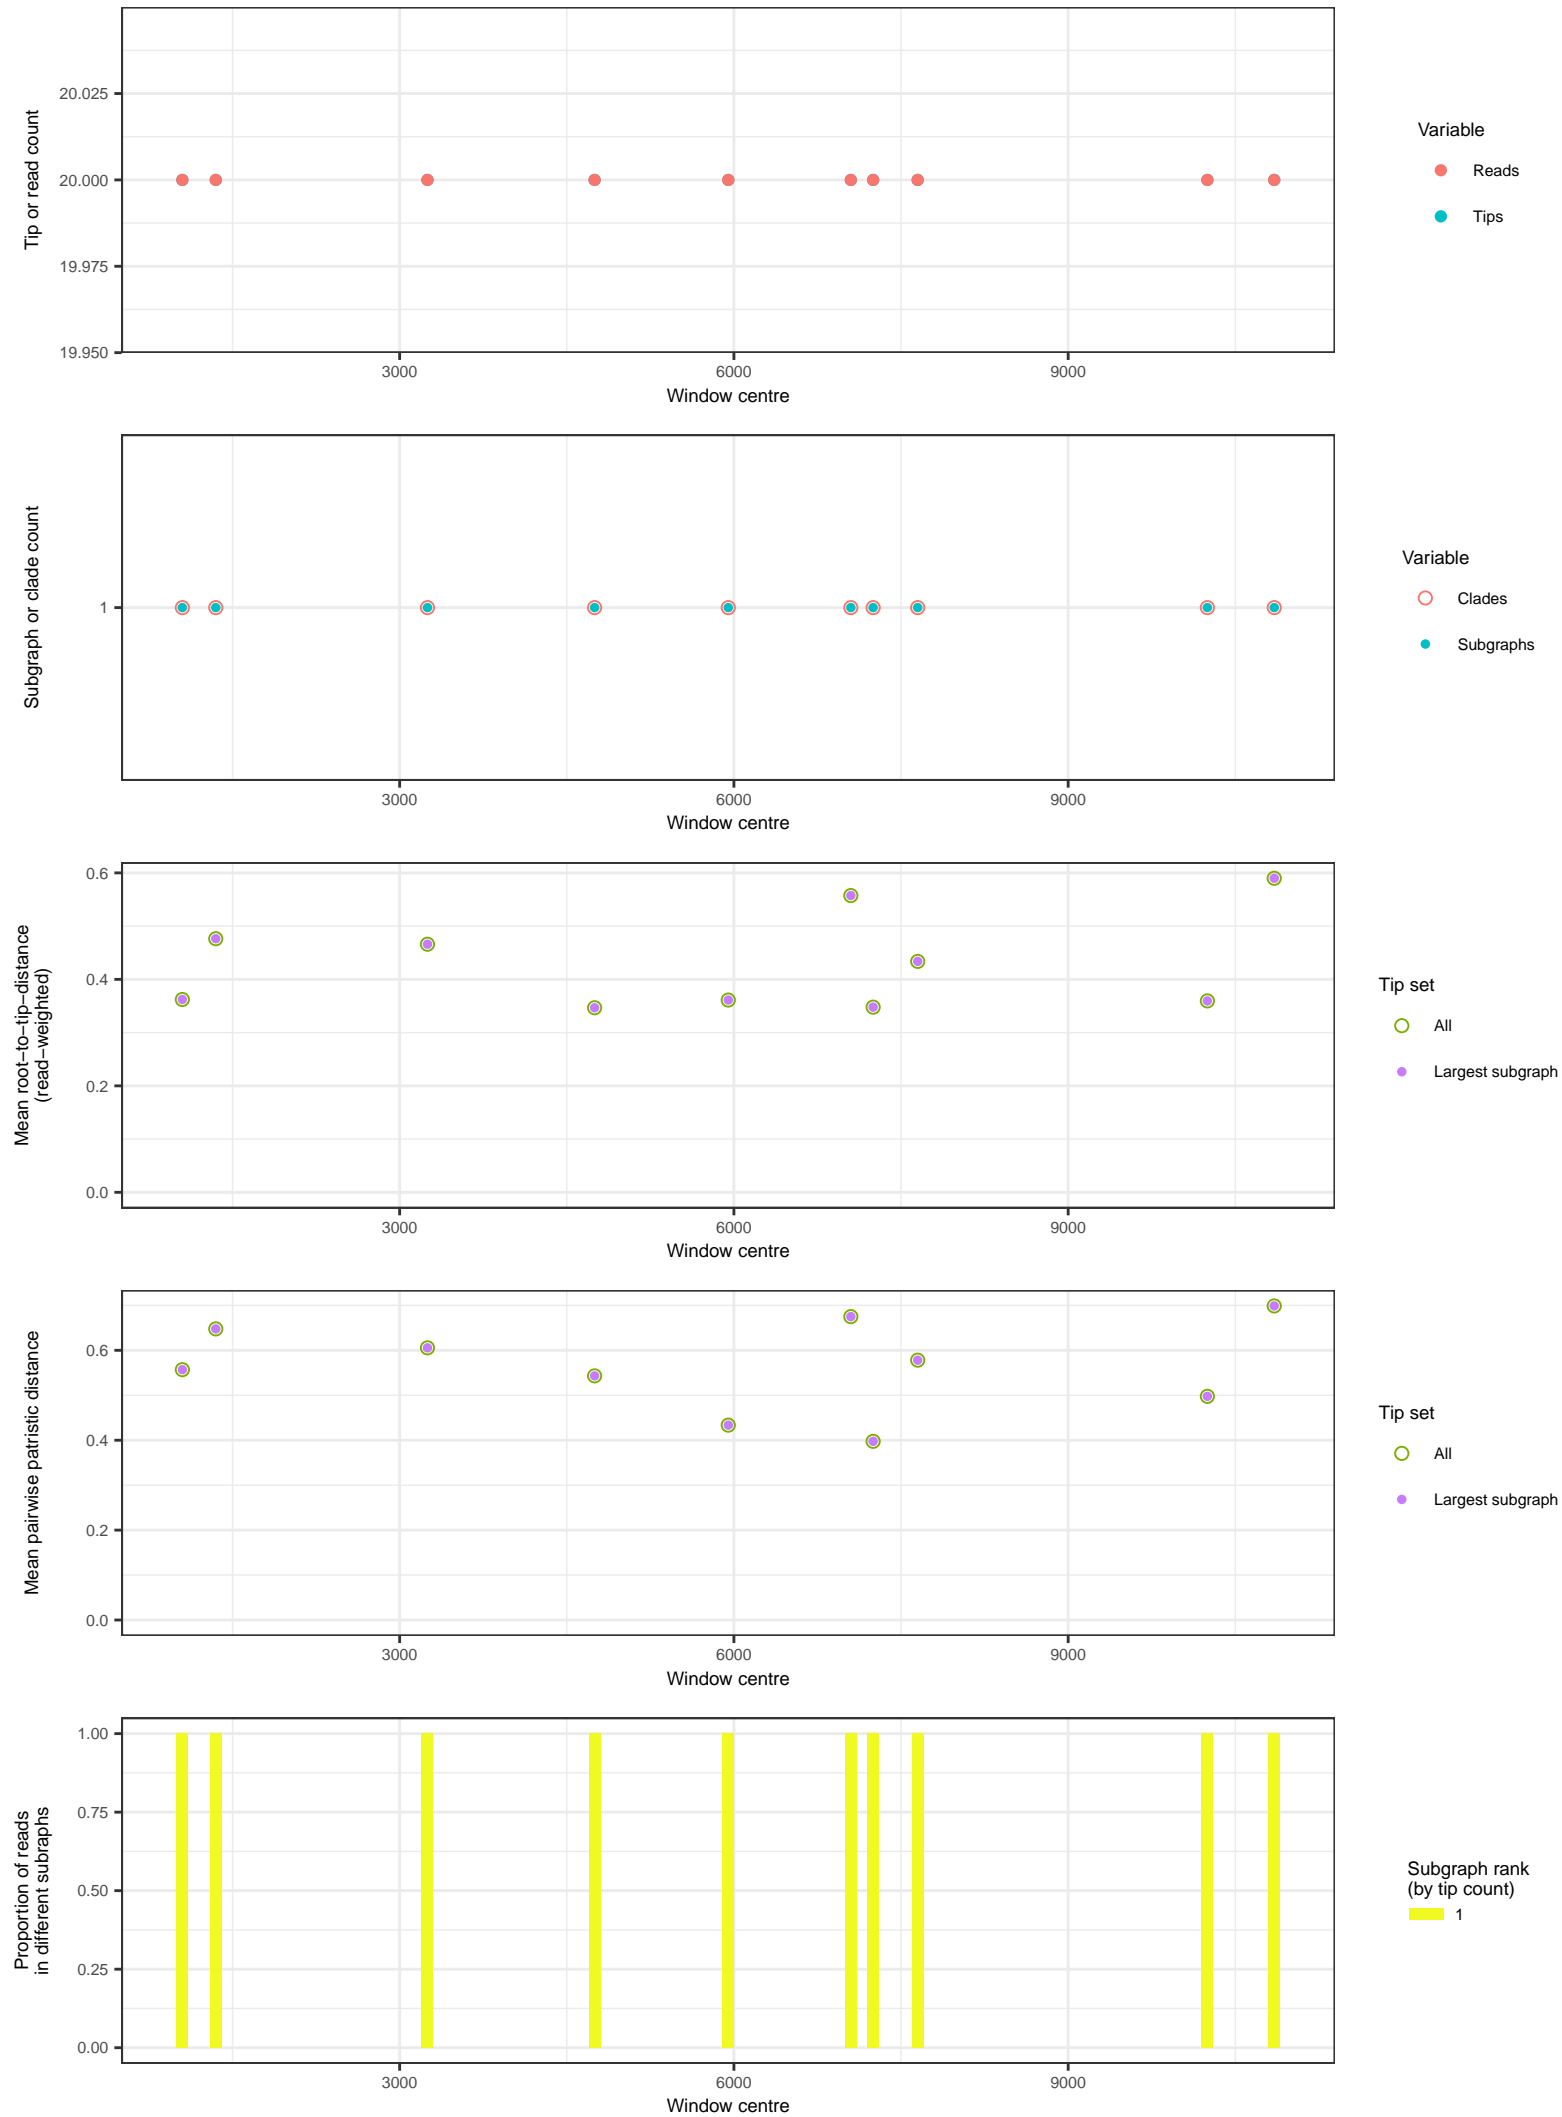 Tip or read count
20.025
20.000
19.975
19.950
3000
6000
9000
Window centre
Variable
Reads
Tips
Subgraph or clade count
1
3000
6000
9000
Window centre
Variable
Clades
Subgraphs
Mean root−to−tip−distance
(read−weighted)
0.6
0.4
0.2
0.0
3000
6000
9000
Window centre
Tip set
All
Largest subgraph
Mean pairwise patristic distance
0.6
0.4
0.2
0.0
3000
6000
9000
Window centre
Tip set
All
Largest subgraph
Proportion of reads
in different subraphs
1.00
0.75
0.50
0.25
0.00
3000
6000
9000
Window centre
Subgraph rank
(by tip count)
1